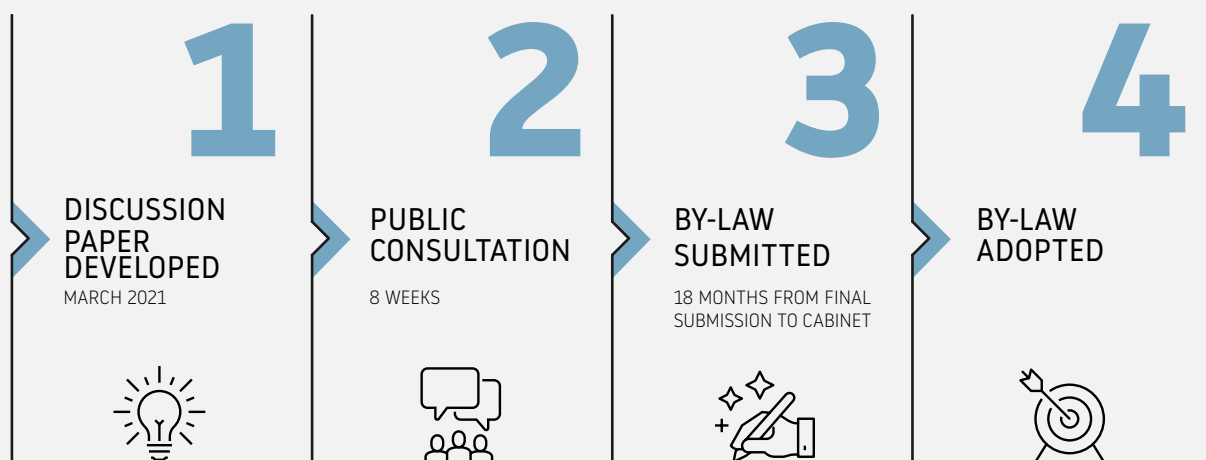 1
DISCUSSION
PAPER
DEVELOPED
MARCH 2021
2
PUBLIC
CONSULTATION
8 WEEKS
3
BY-LAW
SUBMITTED
18 MONTHS FROM FINAL
SUBMISSION TO CABINET
4
BY-LAW
ADOPTED